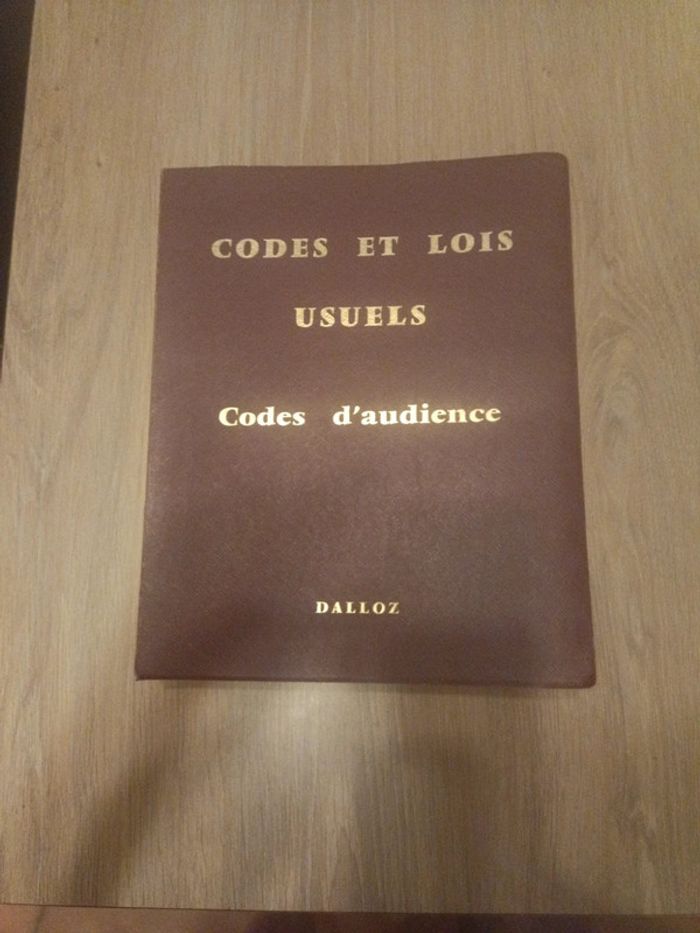 CODES ET LOIS
USUELS
Codes d'audience
DALLOZ